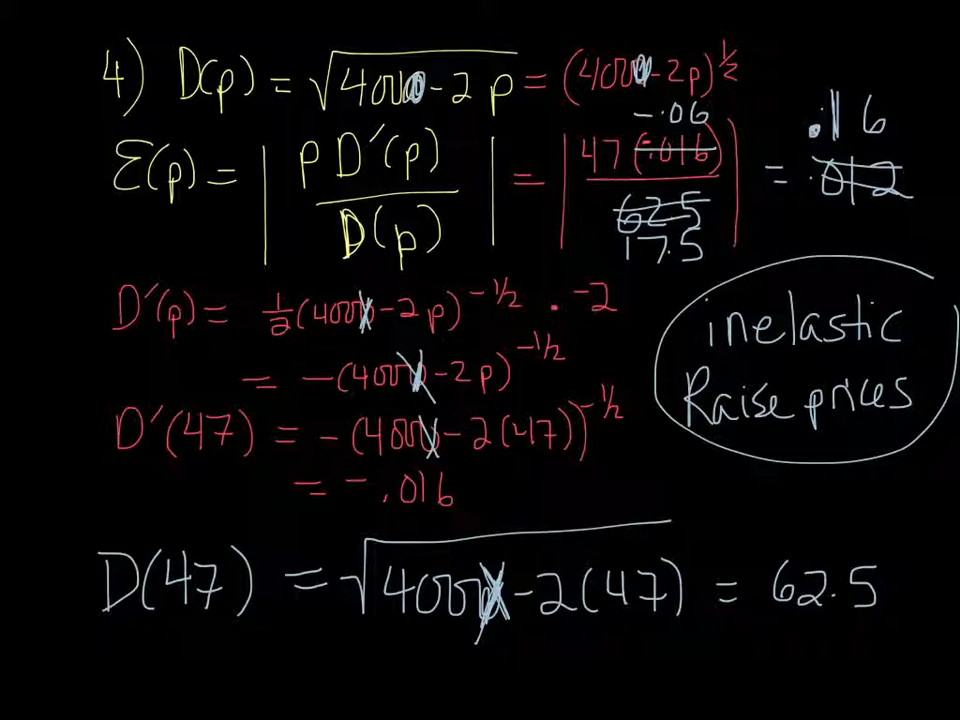 4) D(p) = √400-2p = (400-2p)^½
-.06
ε(p) = | pD'(p) / D(p) | = | 47(-.016) / 62.5 17.5 | = .16 .012
D'(p) = ½(400-2p)^-½ · -2
= -(400-2p)^-½
D'(47) = -(400-2(47))^-½
= -.016
inelastic
Raise prices
D(47) = √400-2(47) = 62.5